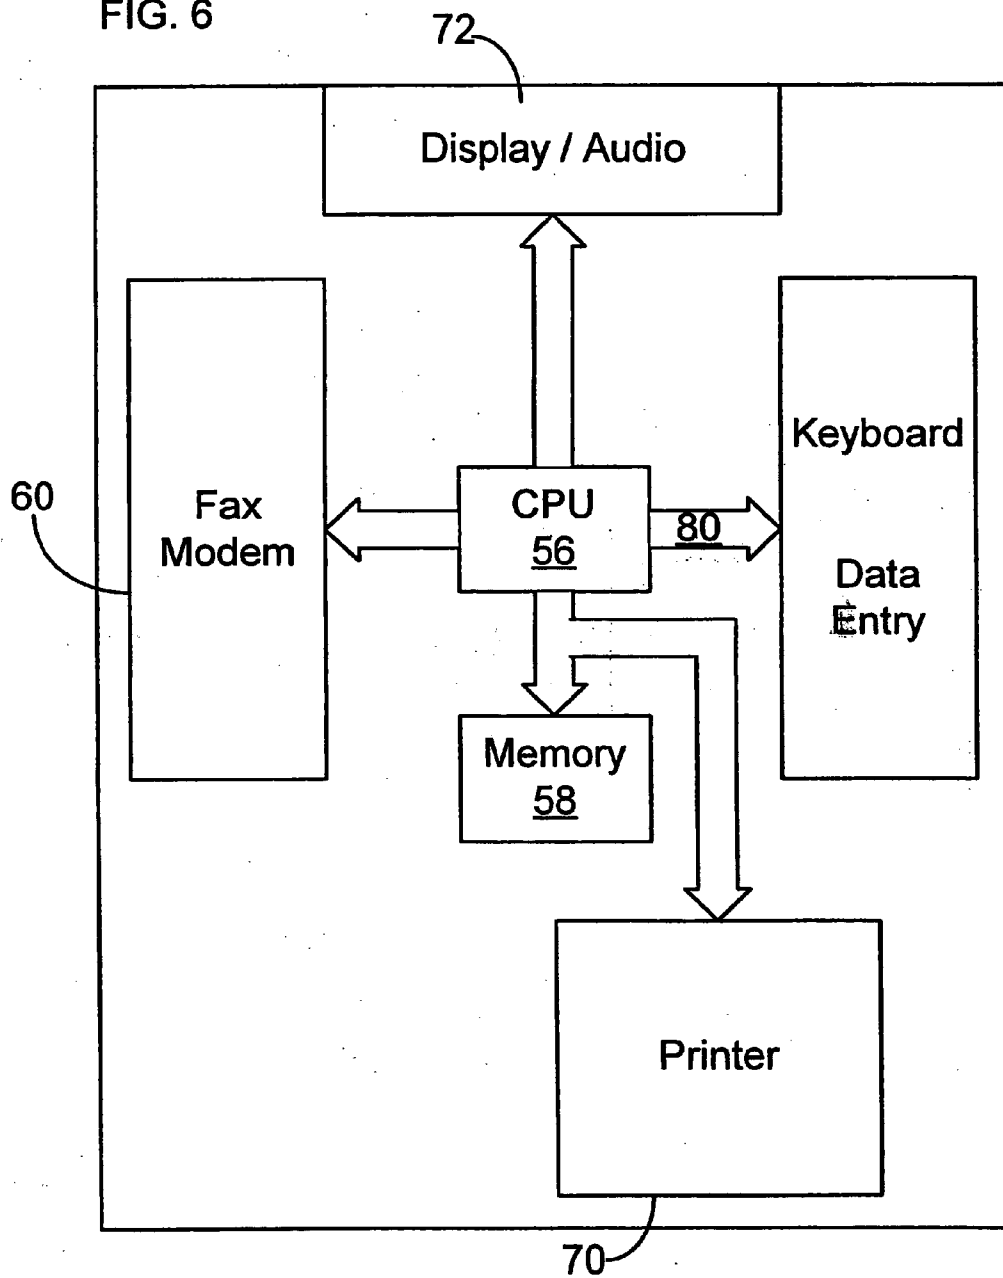 FIG. 6
72
Display / Audio
60
Fax
Modem
CPU
56
80
Keyboard
Data
Entry
Memory
58
Printer
70